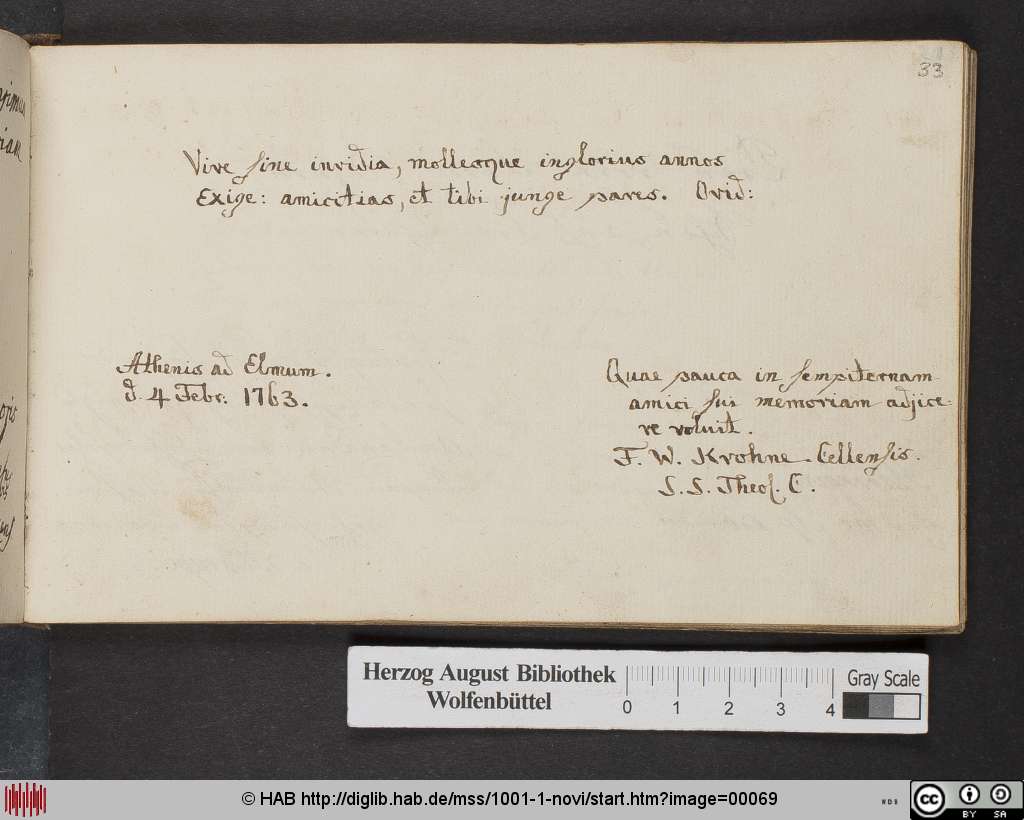 33
Vive sine invidia, mollesque inglorius annos
Exige: amicitias, et tibi junge pares. Ovid:
Athenis ad Elmum.
d. 4 Febr. 1763.
Quae pauca in sempiternam
amici sui memoriam adjice-
re voluit.
F. W. Krohne Cellensis.
S. S. Theol. C.
Herzog August Bibliothek
Wolfenbüttel
0 1 2 3 4
Gray Scale
© HAB http://diglib.hab.de/mss/1001-1-novi/start.htm?image=00069
cc BY SA